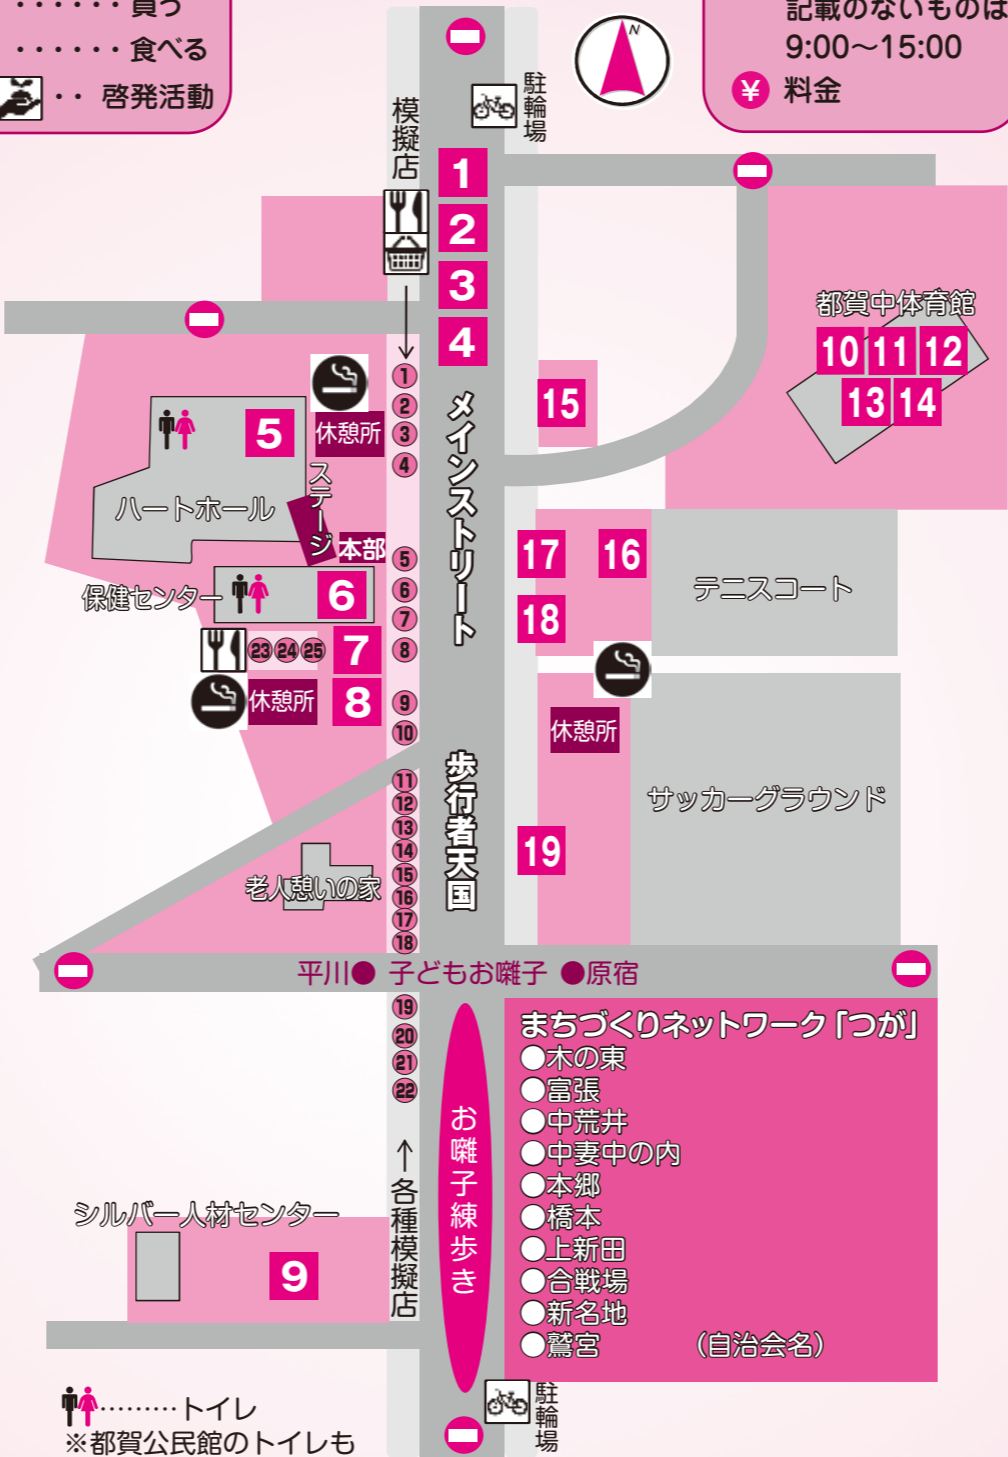 ‥‥‥買う
‥‥‥食べる
‥ 啓発活動
記載のないものは
9:00〜15:00
¥ 料金
N
駐輪場
模擬店
1
2
3
4
①
②
③
④
メインストリート
都賀中体育館
10 11 12
13 14
15
5
休憩所
ハートホール
ステージ
本部
⑤
⑥
⑦
⑧
17 16
18
テニスコート
保健センター
6
㉓㉔㉕
7
休憩所
8
⑨
⑩
休憩所
歩行者天国
サッカーグラウンド
19
⑪
⑫
⑬
⑭
⑮
⑯
⑰
⑱
老人憩いの家
平川● 子どもお囃子 ●原宿
⑲
⑳
㉑
㉒
お囃子練歩き
まちづくりネットワーク「つが」
●木の東
●富張
●中荒井
●中妻中の内
●本郷
●橋本
●上新田
●合戦場
●新名地
●鷲宮 （自治会名）
↑各種模擬店
シルバー人材センター
9
駐輪場
‥‥‥‥トイレ
※都賀公民館のトイレも